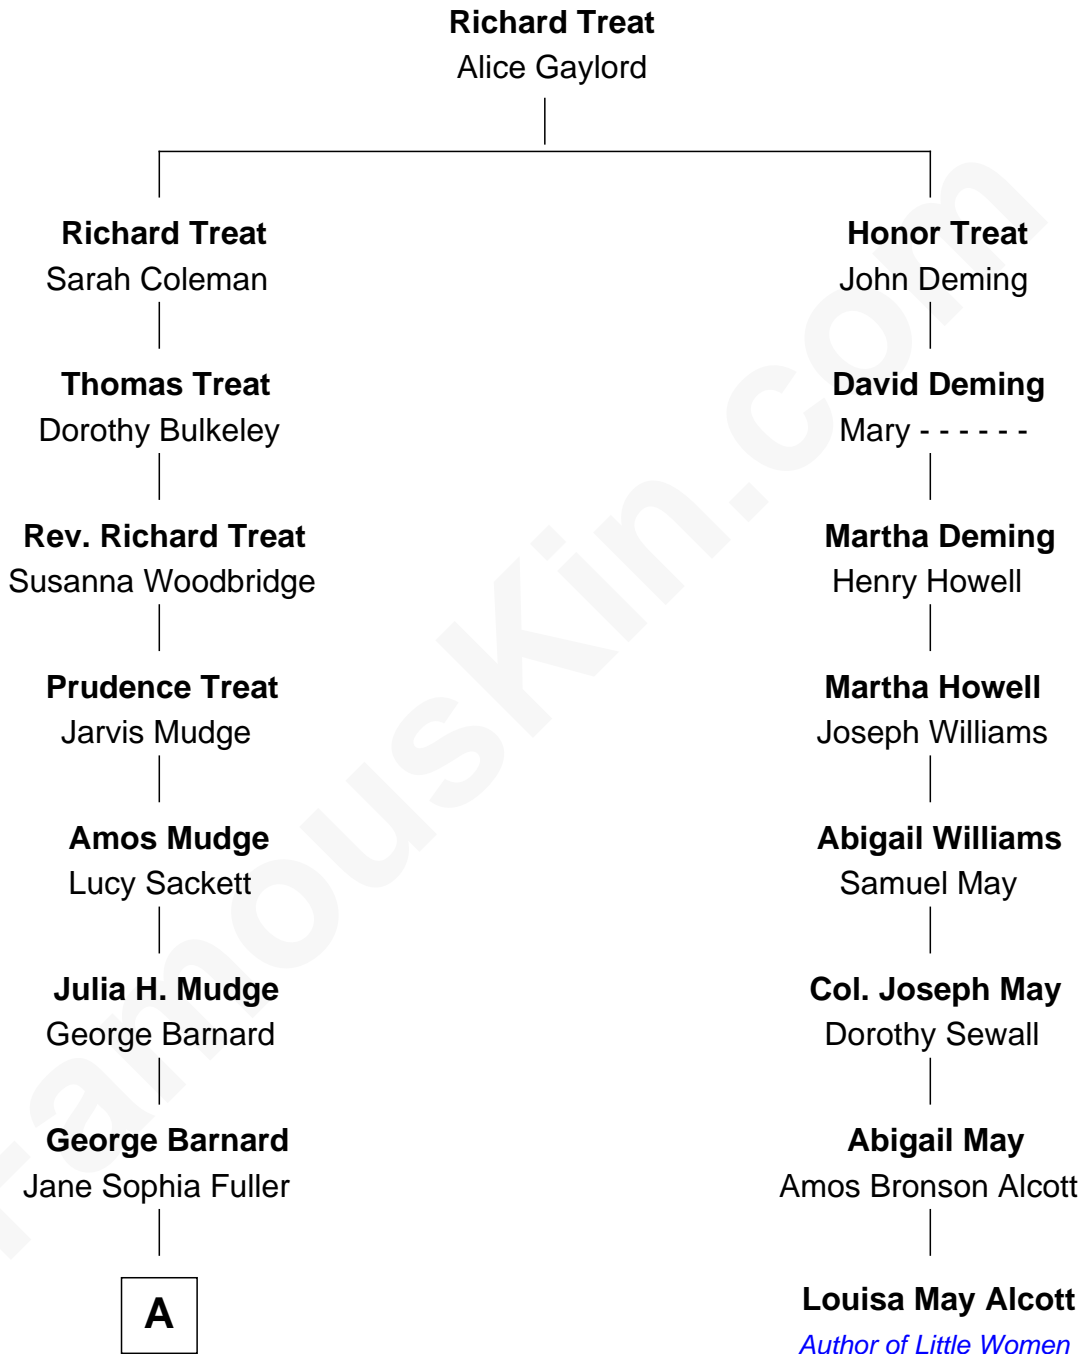 Richard Treat
Alice Gaylord
Richard Treat
Sarah Coleman
Honor Treat
John Deming
Thomas Treat
Dorothy Bulkeley
David Deming
Mary - - - - - -
Rev. Richard Treat
Susanna Woodbridge
Martha Deming
Henry Howell
Prudence Treat
Jarvis Mudge
Martha Howell
Joseph Williams
Amos Mudge
Lucy Sackett
Abigail Williams
Samuel May
Julia H. Mudge
George Barnard
Col. Joseph May
Dorothy Sewall
George Barnard
Jane Sophia Fuller
Abigail May
Amos Bronson Alcott
A
Louisa May Alcott
Author of Little Women
FamousKin.com